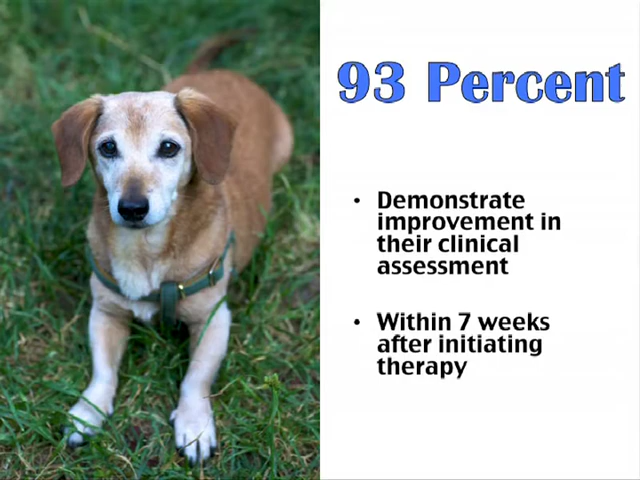 93 Percent
• Demonstrate
improvement in
their clinical
assessment
• Within 7 weeks
after initiating
therapy